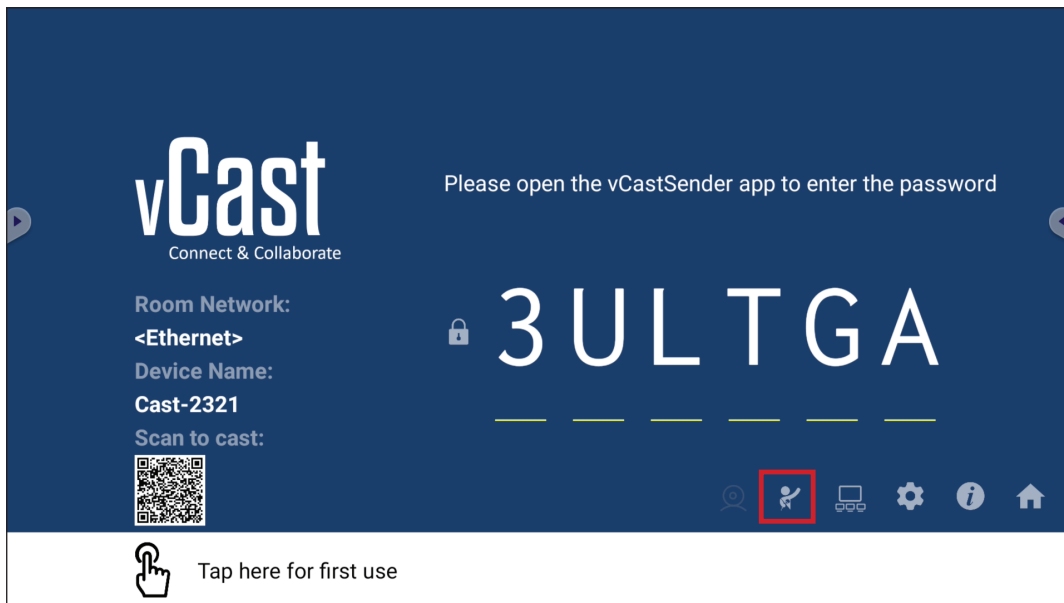 vCast
Connect & Collaborate
Please open the vCastSender app to enter the password
Room Network:
<Ethernet>
Device Name:
Cast-2321
Scan to cast:
3ULTGA
Tap here for first use